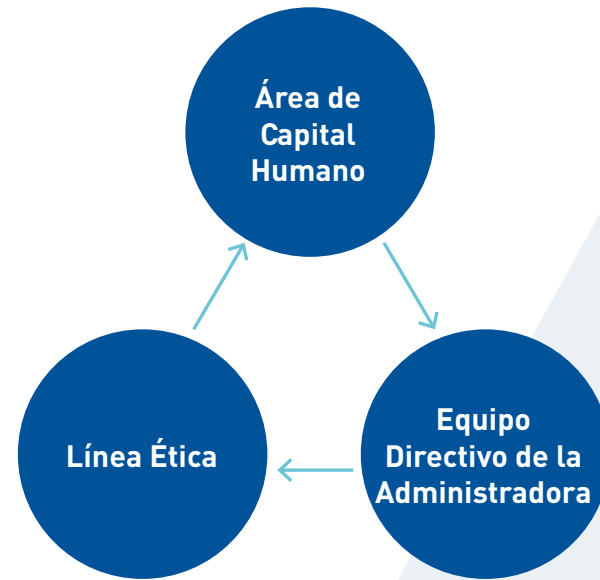 Área de
Capital
Humano
Línea Ética
Equipo
Directivo de la
Administradora